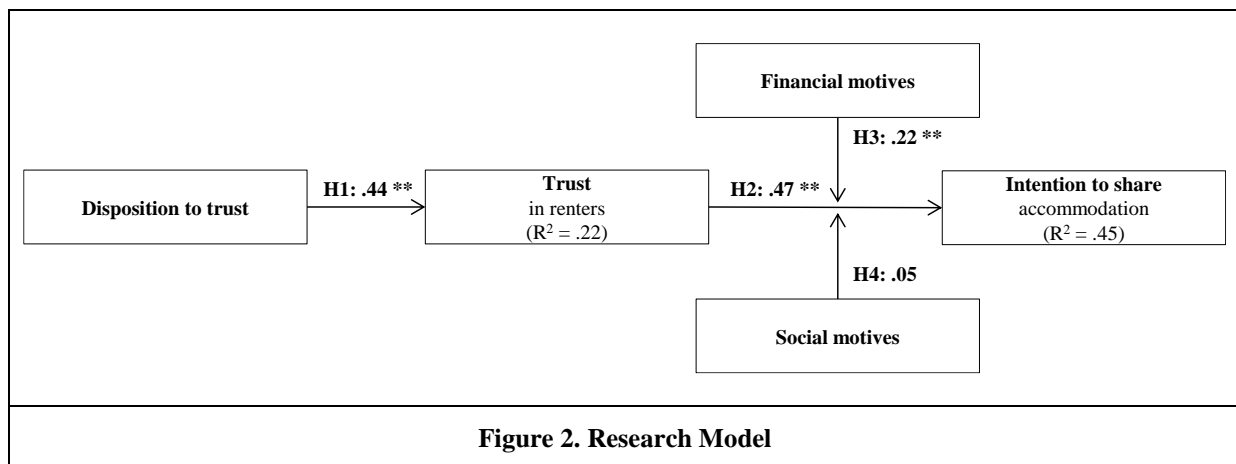 Financial motives
H3: .22 **
Disposition to trust
H1: .44 **
Trust
in renters
(R² = .22)
H2: .47 **
Intention to share
accommodation
(R² = .45)
H4: .05
Social motives
Figure 2. Research Model